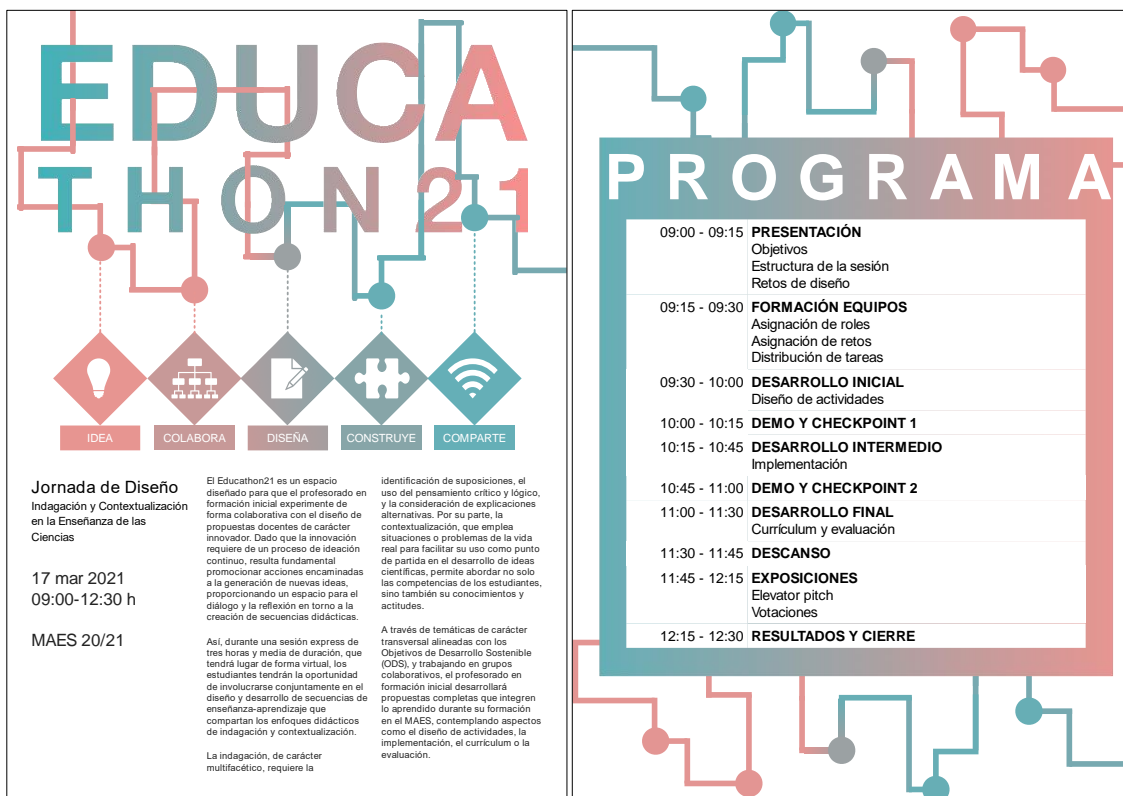 EDUCA
THON21
IDEA
COLABORA
DISEÑA
CONSTRUYE
COMPARTE
Jornada de Diseño
Indagación y Contextualización
en la Enseñanza de las
Ciencias
17 mar 2021
09:00-12:30 h
MAES 20/21
El Educathon21 es un espacio
diseñado para que el profesorado en
formación inicial experimente de
forma colaborativa con el diseño de
propuestas docentes de carácter
innovador. Dado que la innovación
requiere de un proceso de ideación
continuo, resulta fundamental
promocionar acciones encaminadas
a la generación de nuevas ideas,
proporcionando un espacio para el
diálogo y la reflexión en torno a la
creación de secuencias didácticas.
Así, durante una sesión express de
tres horas y media de duración, que
tendrá lugar de forma virtual, los
estudiantes tendrán la oportunidad
de involucrarse conjuntamente en el
diseño y desarrollo de secuencias de
enseñanza-aprendizaje que
compartan los enfoques didácticos
de indagación y contextualización.
La indagación, de carácter
multifacético, requiere la
identificación de suposiciones, el
uso del pensamiento crítico y lógico,
y la consideración de explicaciones
alternativas. Por su parte, la
contextualización, que emplea
situaciones o problemas de la vida
real para facilitar su uso como punto
de partida en el desarrollo de ideas
científicas, permite abordar no solo
las competencias de los estudiantes,
sino también su conocimientos y
actitudes.
A través de temáticas de carácter
transversal alineadas con los
Objetivos de Desarrollo Sostenible
(ODS), y trabajando en grupos
colaborativos, el profesorado en
formación inicial desarrollará
propuestas completas que integren
lo aprendido durante su formación
en el MAES, contemplando aspectos
como el diseño de actividades, la
implementación, el currículum o la
evaluación.
PROGRAMA
09:00 - 09:15 PRESENTACIÓN
Objetivos
Estructura de la sesión
Retos de diseño
09:15 - 09:30 FORMACIÓN EQUIPOS
Asignación de roles
Asignación de retos
Distribución de tareas
09:30 - 10:00 DESARROLLO INICIAL
Diseño de actividades
10:00 - 10:15 DEMO Y CHECKPOINT 1
10:15 - 10:45 DESARROLLO INTERMEDIO
Implementación
10:45 - 11:00 DEMO Y CHECKPOINT 2
11:00 - 11:30 DESARROLLO FINAL
Currículum y evaluación
11:30 - 11:45 DESCANSO
11:45 - 12:15 EXPOSICIONES
Elevator pitch
Votaciones
12:15 - 12:30 RESULTADOS Y CIERRE